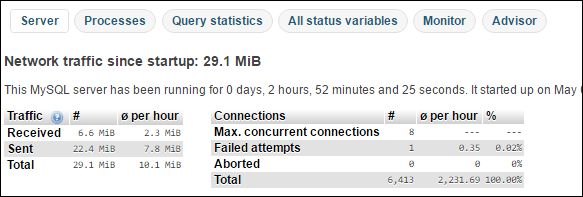 Server Processes Query statistics All status variables Monitor Advisor
Network traffic since startup: 29.1 MiB
This MySQL server has been running for 0 days, 2 hours, 52 minutes and 25 seconds. It started up on May
Traffic # ø per hour
Received 6.6 MiB 2.3 MiB
Sent 22.4 MiB 7.8 MiB
Total 29.1 MiB 10.1 MiB
Connections # ø per hour %
Max. concurrent connections 8 --- ---
Failed attempts 1 0.35 0.02%
Aborted 0 0 0%
Total 6,413 2,231.69 100.00%